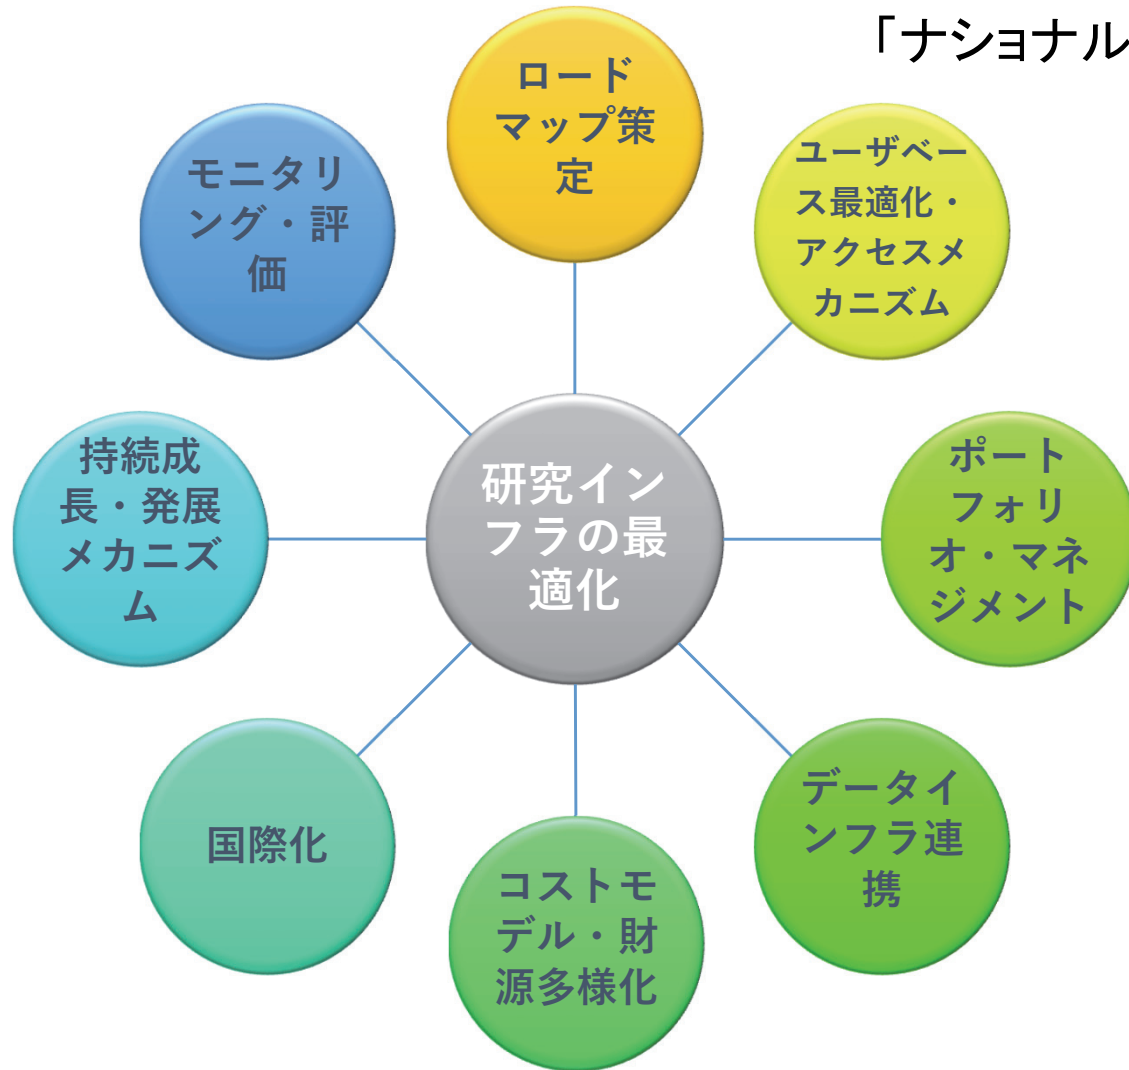 「ナショナル
ロード
マップ策
定
ユーザベー
ス最適化・
アクセスメ
カニズム
ポート
フォリ
オ・マネ
ジメント
データイ
ンフラ連
携
コストモ
デル・財
源多様化
国際化
持続成
長・発展
メカニズ
ム
モニタリ
ング・評
価
研究イン
フラの最
適化